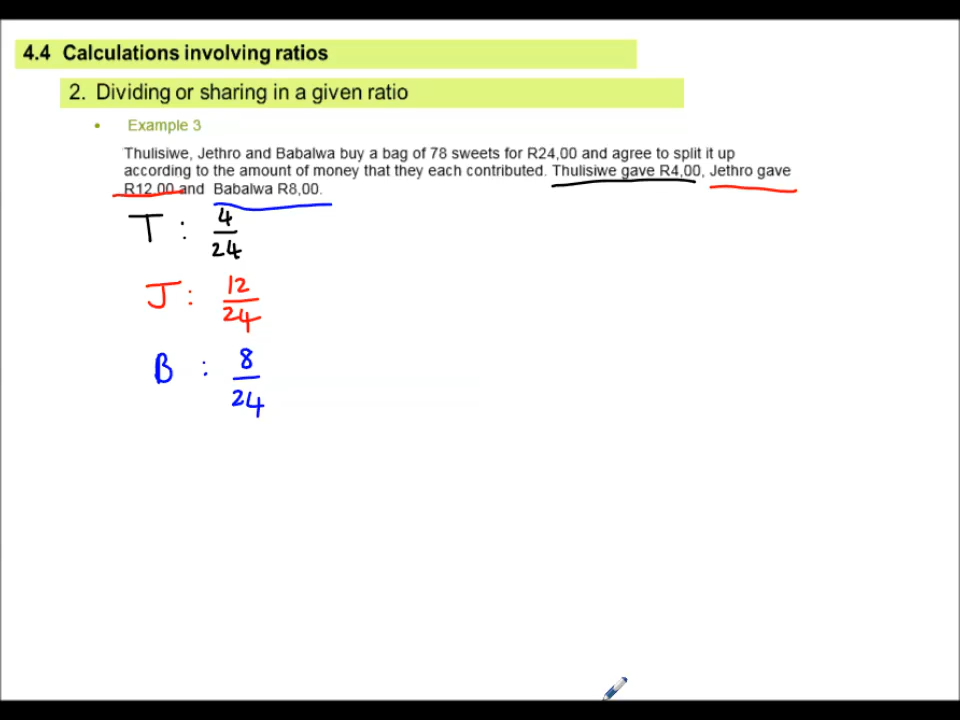 4.4 Calculations involving ratios
2. Dividing or sharing in a given ratio
• Example 3
Thulisiwe, Jethro and Babalwa buy a bag of 78 sweets for R24,00 and agree to split it up
according to the amount of money that they each contributed. Thulisiwe gave R4,00, Jethro gave
R12,00 and Babalwa R8,00.
T : 4/24
J : 12/24
B : 8/24